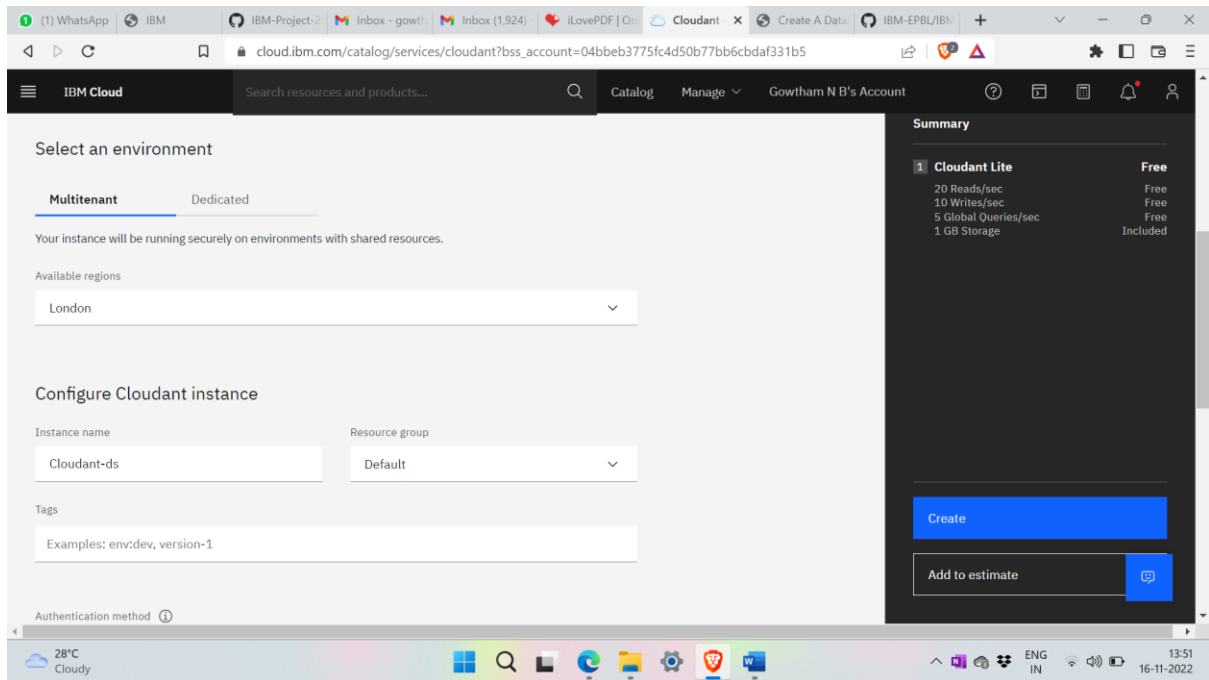 (1) WhatsApp IBM IBM-Project-2 Inbox - gowth Inbox (1,924) iLovePDF | On Cloudant - Create A Data IBM-EPBL/IBM
cloud.ibm.com/catalog/services/cloudant?bss_account=04bbeb3775fc4d50b77bb6cbdaf331b5 2
IBM Cloud Search resources and products... Catalog Manage Gowtham N B's Account
Select an environment
Multitenant Dedicated
Your instance will be running securely on environments with shared resources.
Available regions
London
Configure Cloudant instance
Instance name Resource group
Cloudant-ds Default
Tags
Examples: env:dev, version-1
Authentication method
Summary
1 Cloudant Lite Free
20 Reads/sec Free
10 Writes/sec Free
5 Global Queries/sec Free
1 GB Storage Included
Create
Add to estimate
28°C
Cloudy
ENG
IN
13:51
16-11-2022